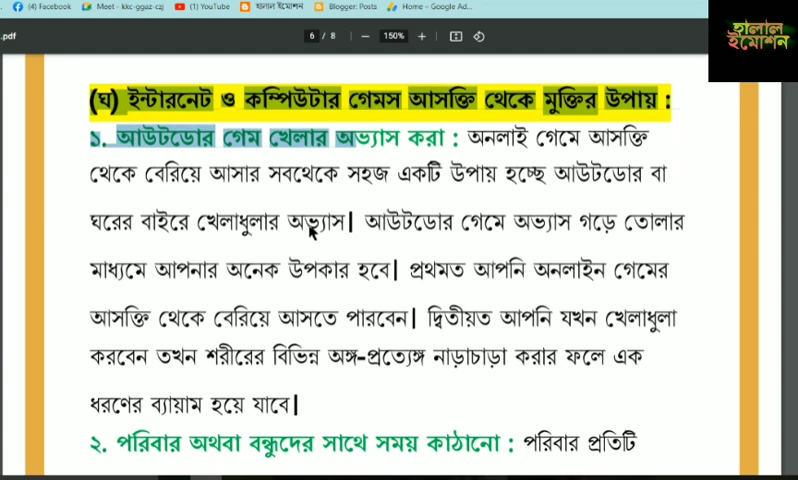 (4) Facebook Meet - kkc-ggaz-czj (1) YouTube হালাল ইমোশন Blogger: Posts Home – Google Ad...
.pdf 6 / 8 150%
হালাল
ইমোশন
(ঘ) ইন্টারনেট ও কম্পিউটার গেমস আসক্তি থেকে মুক্তির উপায় :
১. আউটডোর গেম খেলার অভ্যাস করা : অনলাই গেমে আসক্তি
থেকে বেরিয়ে আসার সবথেকে সহজ একটি উপায় হচ্ছে আউটডোর বা
ঘরের বাইরে খেলাধুলার অভ্যাস| আউটডোর গেমে অভ্যাস গড়ে তোলার
মাধ্যমে আপনার অনেক উপকার হবে| প্রথমত আপনি অনলাইন গেমের
আসক্তি থেকে বেরিয়ে আসতে পারবেন| দ্বিতীয়ত আপনি যখন খেলাধুলা
করবেন তখন শরীরের বিভিন্ন অঙ্গ-প্রত্যেঙ্গ নাড়াচাড়া করার ফলে এক
ধরণের ব্যায়াম হয়ে যাবে|
২. পরিবার অথবা বন্ধুদের সাথে সময় কাঠানো : পরিবার প্রতিটি